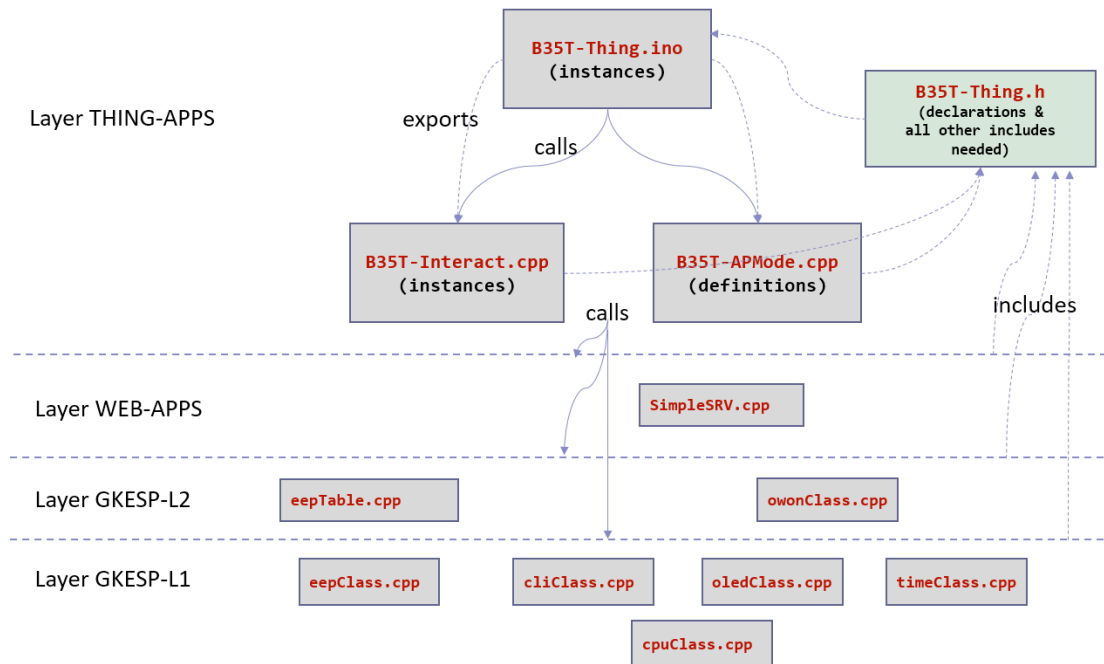 B35T-Thing.ino
(instances)
B35T-Thing.h
(declarations &
all other includes
needed)
Layer THING-APPS
exports
calls
B35T-Interact.cpp
(instances)
B35T-APMode.cpp
(definitions)
calls
includes
Layer WEB-APPS
SimpleSRV.cpp
Layer GKESP-L2
eepTable.cpp
owonClass.cpp
Layer GKESP-L1
eepClass.cpp
cliClass.cpp
oledClass.cpp
timeClass.cpp
cpuClass.cpp